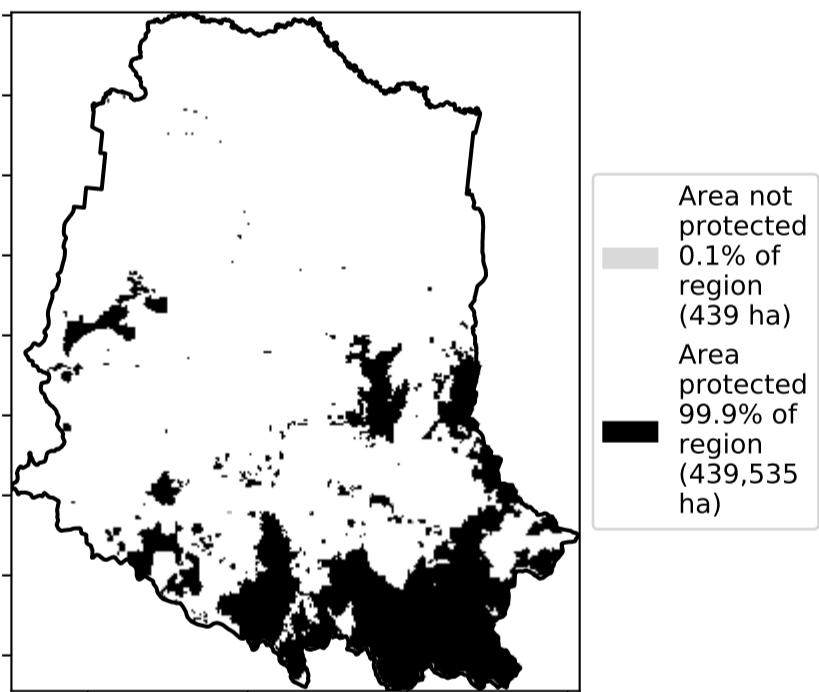 Area not
protected
0.1% of
region
(439 ha)
Area
protected
99.9% of
region
(439,535
ha)